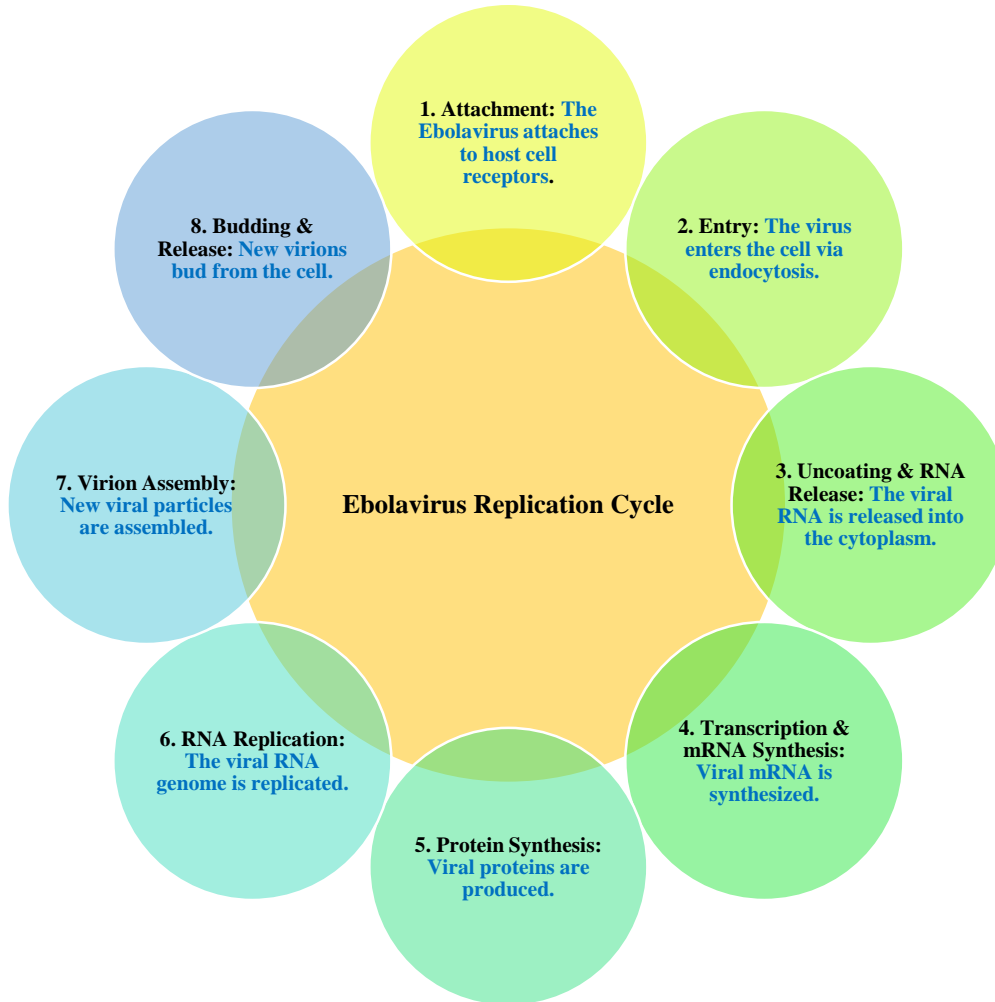 1. Attachment: The
Ebolavirus attaches
to host cell
receptors.
2. Entry: The virus
enters the cell via
endocytosis.
3. Uncoating & RNA
Release: The viral
RNA is released into
the cytoplasm.
4. Transcription &
mRNA Synthesis:
Viral mRNA is
synthesized.
5. Protein Synthesis:
Viral proteins are
produced.
6. RNA Replication:
The viral RNA
genome is replicated.
7. Virion Assembly:
New viral particles
are assembled.
8. Budding &
Release: New virions
bud from the cell.
Ebolavirus Replication Cycle